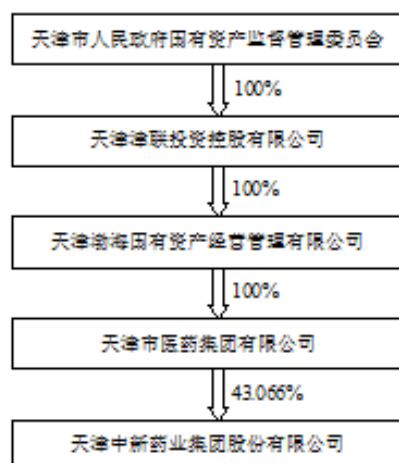 天津市人民政府国有资产监督管理委员会
100%
天津津联投资控股有限公司
100%
天津渤海国有资产经营管理有限公司
100%
天津市医药集团有限公司
43.066%
天津中新药业集团股份有限公司